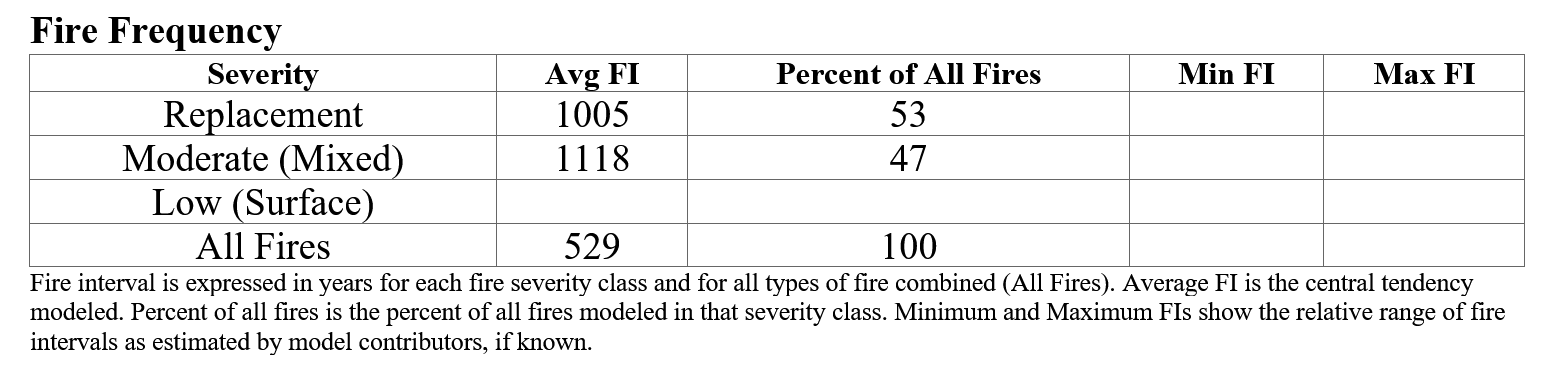 Fire Frequency
Severity Avg FI Percent of All Fires Min FI Max FI
Replacement 1005 53
Moderate (Mixed) 1118 47
Low (Surface)
All Fires 529 100
Fire interval is expressed in years for each fire severity class and for all types of fire combined (All Fires). Average FI is the central tendency
modeled. Percent of all fires is the percent of all fires modeled in that severity class. Minimum and Maximum FIs show the relative range of fire
intervals as estimated by model contributors, if known.